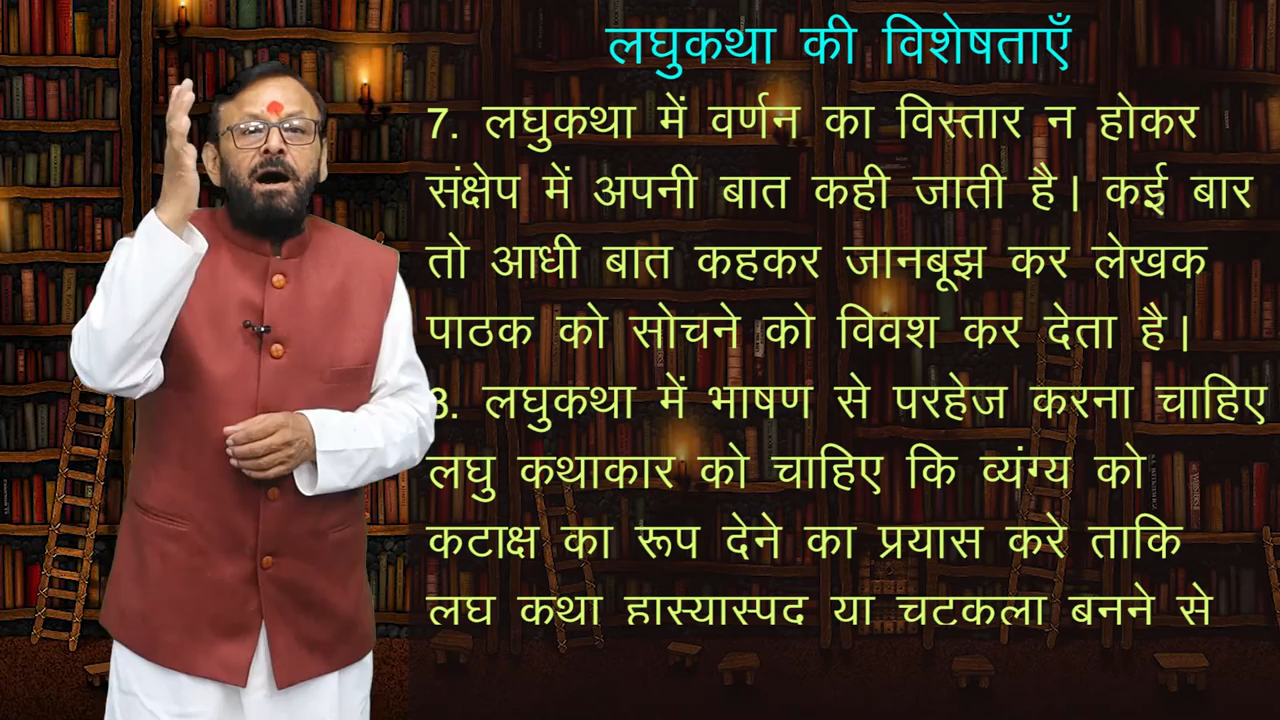 लघुकथा की विशेषताएँ
7. लघुकथा में वर्णन का विस्तार न होकर
संक्षेप में अपनी बात कही जाती है। कई बार
तो आधी बात कहकर जानबूझ कर लेखक
पाठक को सोचने को विवश कर देता है।
8. लघुकथा में भाषण से परहेज करना चाहिए
लघु कथाकार को चाहिए कि व्यंग्य को
कटाक्ष का रूप देने का प्रयास करे ताकि
लघु कथा हास्यास्पद या चुटकुला बनने से